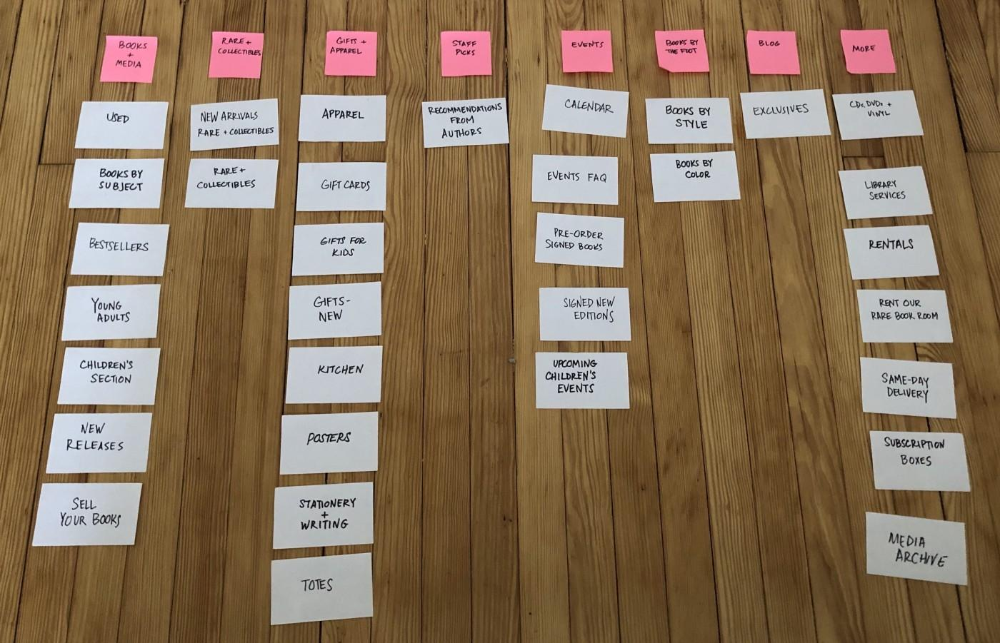 BOOKS
+
MEDIA
USED
BOOKS BY
SUBJECT
BESTSELLERS
YOUNG
ADULTS
CHILDREN'S
SECTION
NEW
RELEASES
SELL
YOUR BOOKS
RARE +
COLLECTIBLES
NEW ARRIVALS
RARE + COLLECTIBLES
RARE +
COLLECTIBLES
GIFTS +
APPAREL
APPAREL
GIFT CARDS
GIFTS FOR
KIDS
GIFTS-
NEW
KITCHEN
POSTERS
STATIONERY
+
WRITING
TOTES
STAFF
PICKS
RECOMMENDATIONS
FROM
AUTHORS
EVENTS
CALENDAR
EVENTS FAQ
PRE-ORDER
SIGNED BOOKS
SIGNED NEW
EDITIONS
UPCOMING
CHILDREN'S
EVENTS
BOOKS BY
THE FOOT
BOOKS BY
STYLE
BOOKS BY
COLOR
BLOG
EXCLUSIVES
MORE
CDs, DVDs +
VINYL
LIBRARY
SERVICES
RENTALS
RENT OUR
RARE BOOK ROOM
SAME-DAY
DELIVERY
SUBSCRIPTION
BOXES
MEDIA
ARCHIVE